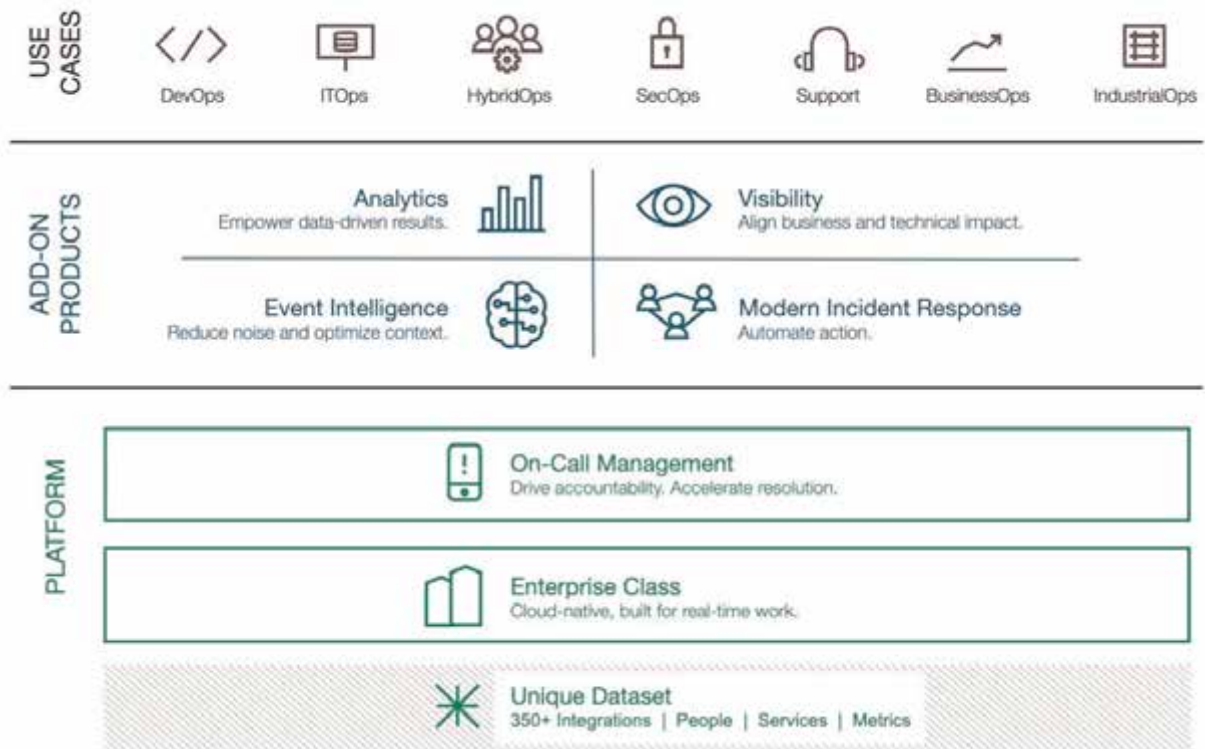 USE
CASES
DevOps
ITOps
HybridOps
SecOps
Support
BusinessOps
IndustrialOps
ADD-ON
PRODUCTS
Analytics
Empower data-driven results.
Visibility
Align business and technical impact.
Event Intelligence
Reduce noise and optimize context.
Modern Incident Response
Automate action.
PLATFORM
On-Call Management
Drive accountability. Accelerate resolution.
Enterprise Class
Cloud-native, built for real-time work.
Unique Dataset
350+ Integrations | People | Services | Metrics